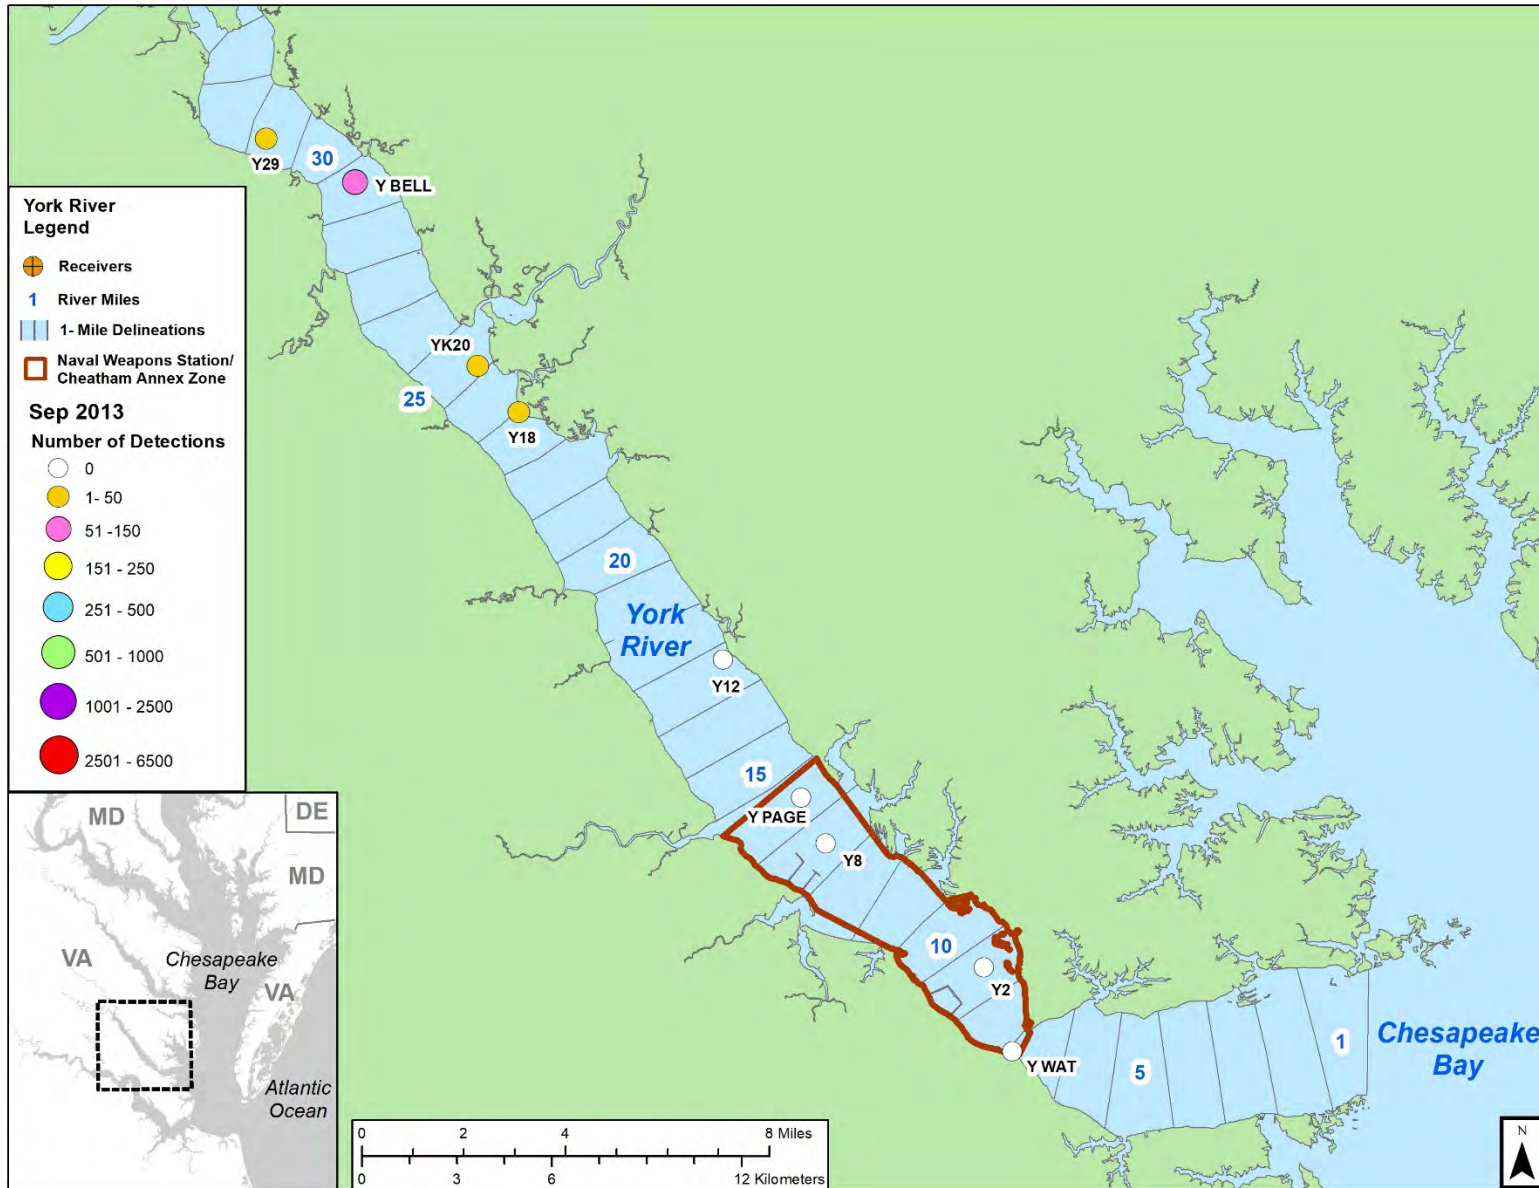 30
Y29
Y BELL
York River
Legend
Receivers
1 River Miles
1- Mile Delineations
Naval Weapons Station/
Cheatham Annex Zone
Sep 2013
Number of Detections
0
1- 50
51 -150
151 - 250
251 - 500
501 - 1000
1001 - 2500
2501 - 6500
YK20
25
Y18
20
York
River
Y12
15
Y PAGE
Y8
10
Y2
Y WAT
5
1
Chesapeake
Bay
MD
DE
MD
VA
Chesapeake
Bay
VA
Atlantic
Ocean
0 2 4 8 Miles
0 3 6 12 Kilometers
N